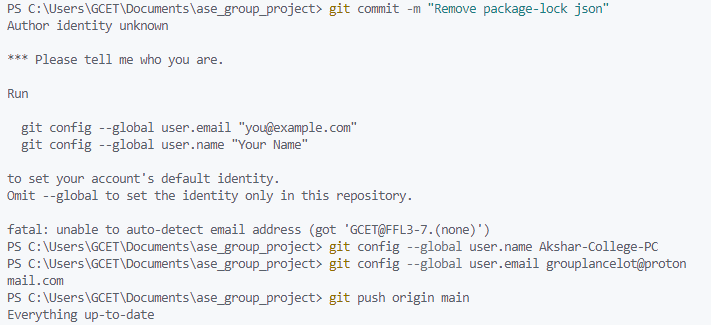 PS C:\Users\GCET\Documents\ase_group_project> git commit -m "Remove package-lock json"
Author identity unknown
*** Please tell me who you are.
Run
git config --global user.email "you@example.com"
git config --global user.name "Your Name"
to set your account's default identity.
Omit --global to set the identity only in this repository.
fatal: unable to auto-detect email address (got 'GCET@FFL3-7.(none)')
PS C:\Users\GCET\Documents\ase_group_project> git config --global user.name Akshar-College-PC
PS C:\Users\GCET\Documents\ase_group_project> git config --global user.email grouplancelot@proton
mail.com
PS C:\Users\GCET\Documents\ase_group_project> git push origin main
Everything up-to-date